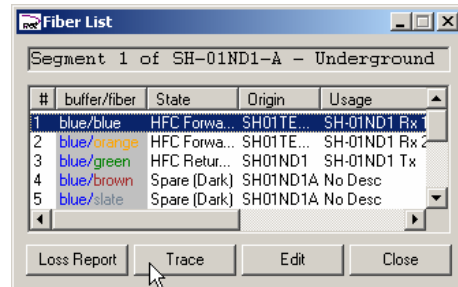 Fiber List
Segment 1 of SH-01ND1-A - Underground
# buffer/fiber State Origin Usage
1 blue/blue HFC Forwa... SH01TE... SH-01ND1 Rx 1
2 blue/orange HFC Forwa... SH01TE... SH-01ND1 Rx 2
3 blue/green HFC Retur... SH01ND1 SH-01ND1 Tx
4 blue/brown Spare (Dark) SH01ND1A No Desc
5 blue/slate Spare (Dark) SH01ND1A No Desc
Loss Report Trace Edit Close